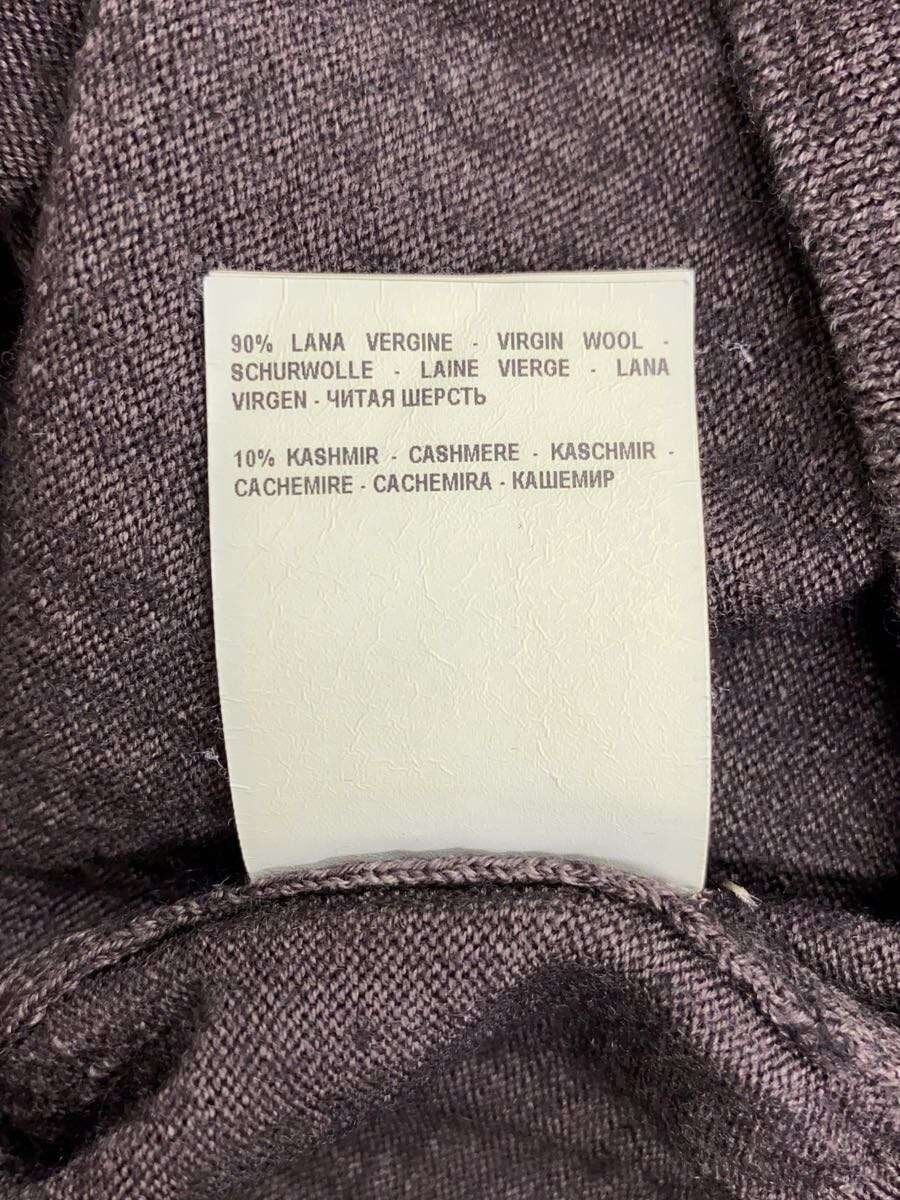 90% LANA VERGINE - VIRGIN WOOL -
SCHURWOLLE - LAINE VIERGE - LANA
VIRGEN - ЧИТАЯ ШЕРСТЬ
10% KASHMIR - CASHMERE - KASCHMIR -
CACHEMIRE - CACHEMIRA - КАШЕМИР